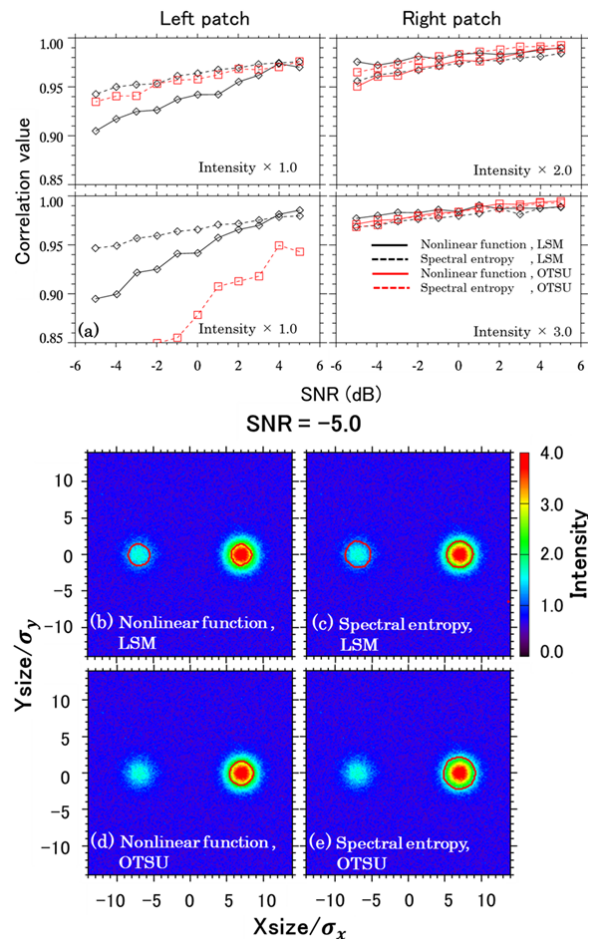 Left patch Right patch
Correlation value
1.00
0.95
0.90
0.85
Intensity × 1.0
Intensity × 2.0
1.00
0.95
0.90
0.85
(a)
Intensity × 1.0
Nonlinear function , LSM
Spectral entropy , LSM
Nonlinear function , OTSU
Spectral entropy , OTSU
Intensity × 3.0
-6 -4 -2 0 2 4 6 -4 -2 0 2 4 6
SNR (dB)
SNR = -5.0
Ysize/σy
14
5
0
-5
-14
(b) Nonlinear function ,
LSM
(c) Spectral entropy,
LSM
4.0
3.0
2.0
1.0
0.0
Intensity
14
5
0
-5
-14
(d) Nonlinear function ,
OTSU
(e) Spectral entropy,
OTSU
-10 -5 0 5 10 -10 -5 0 5 10
Xsize/σx